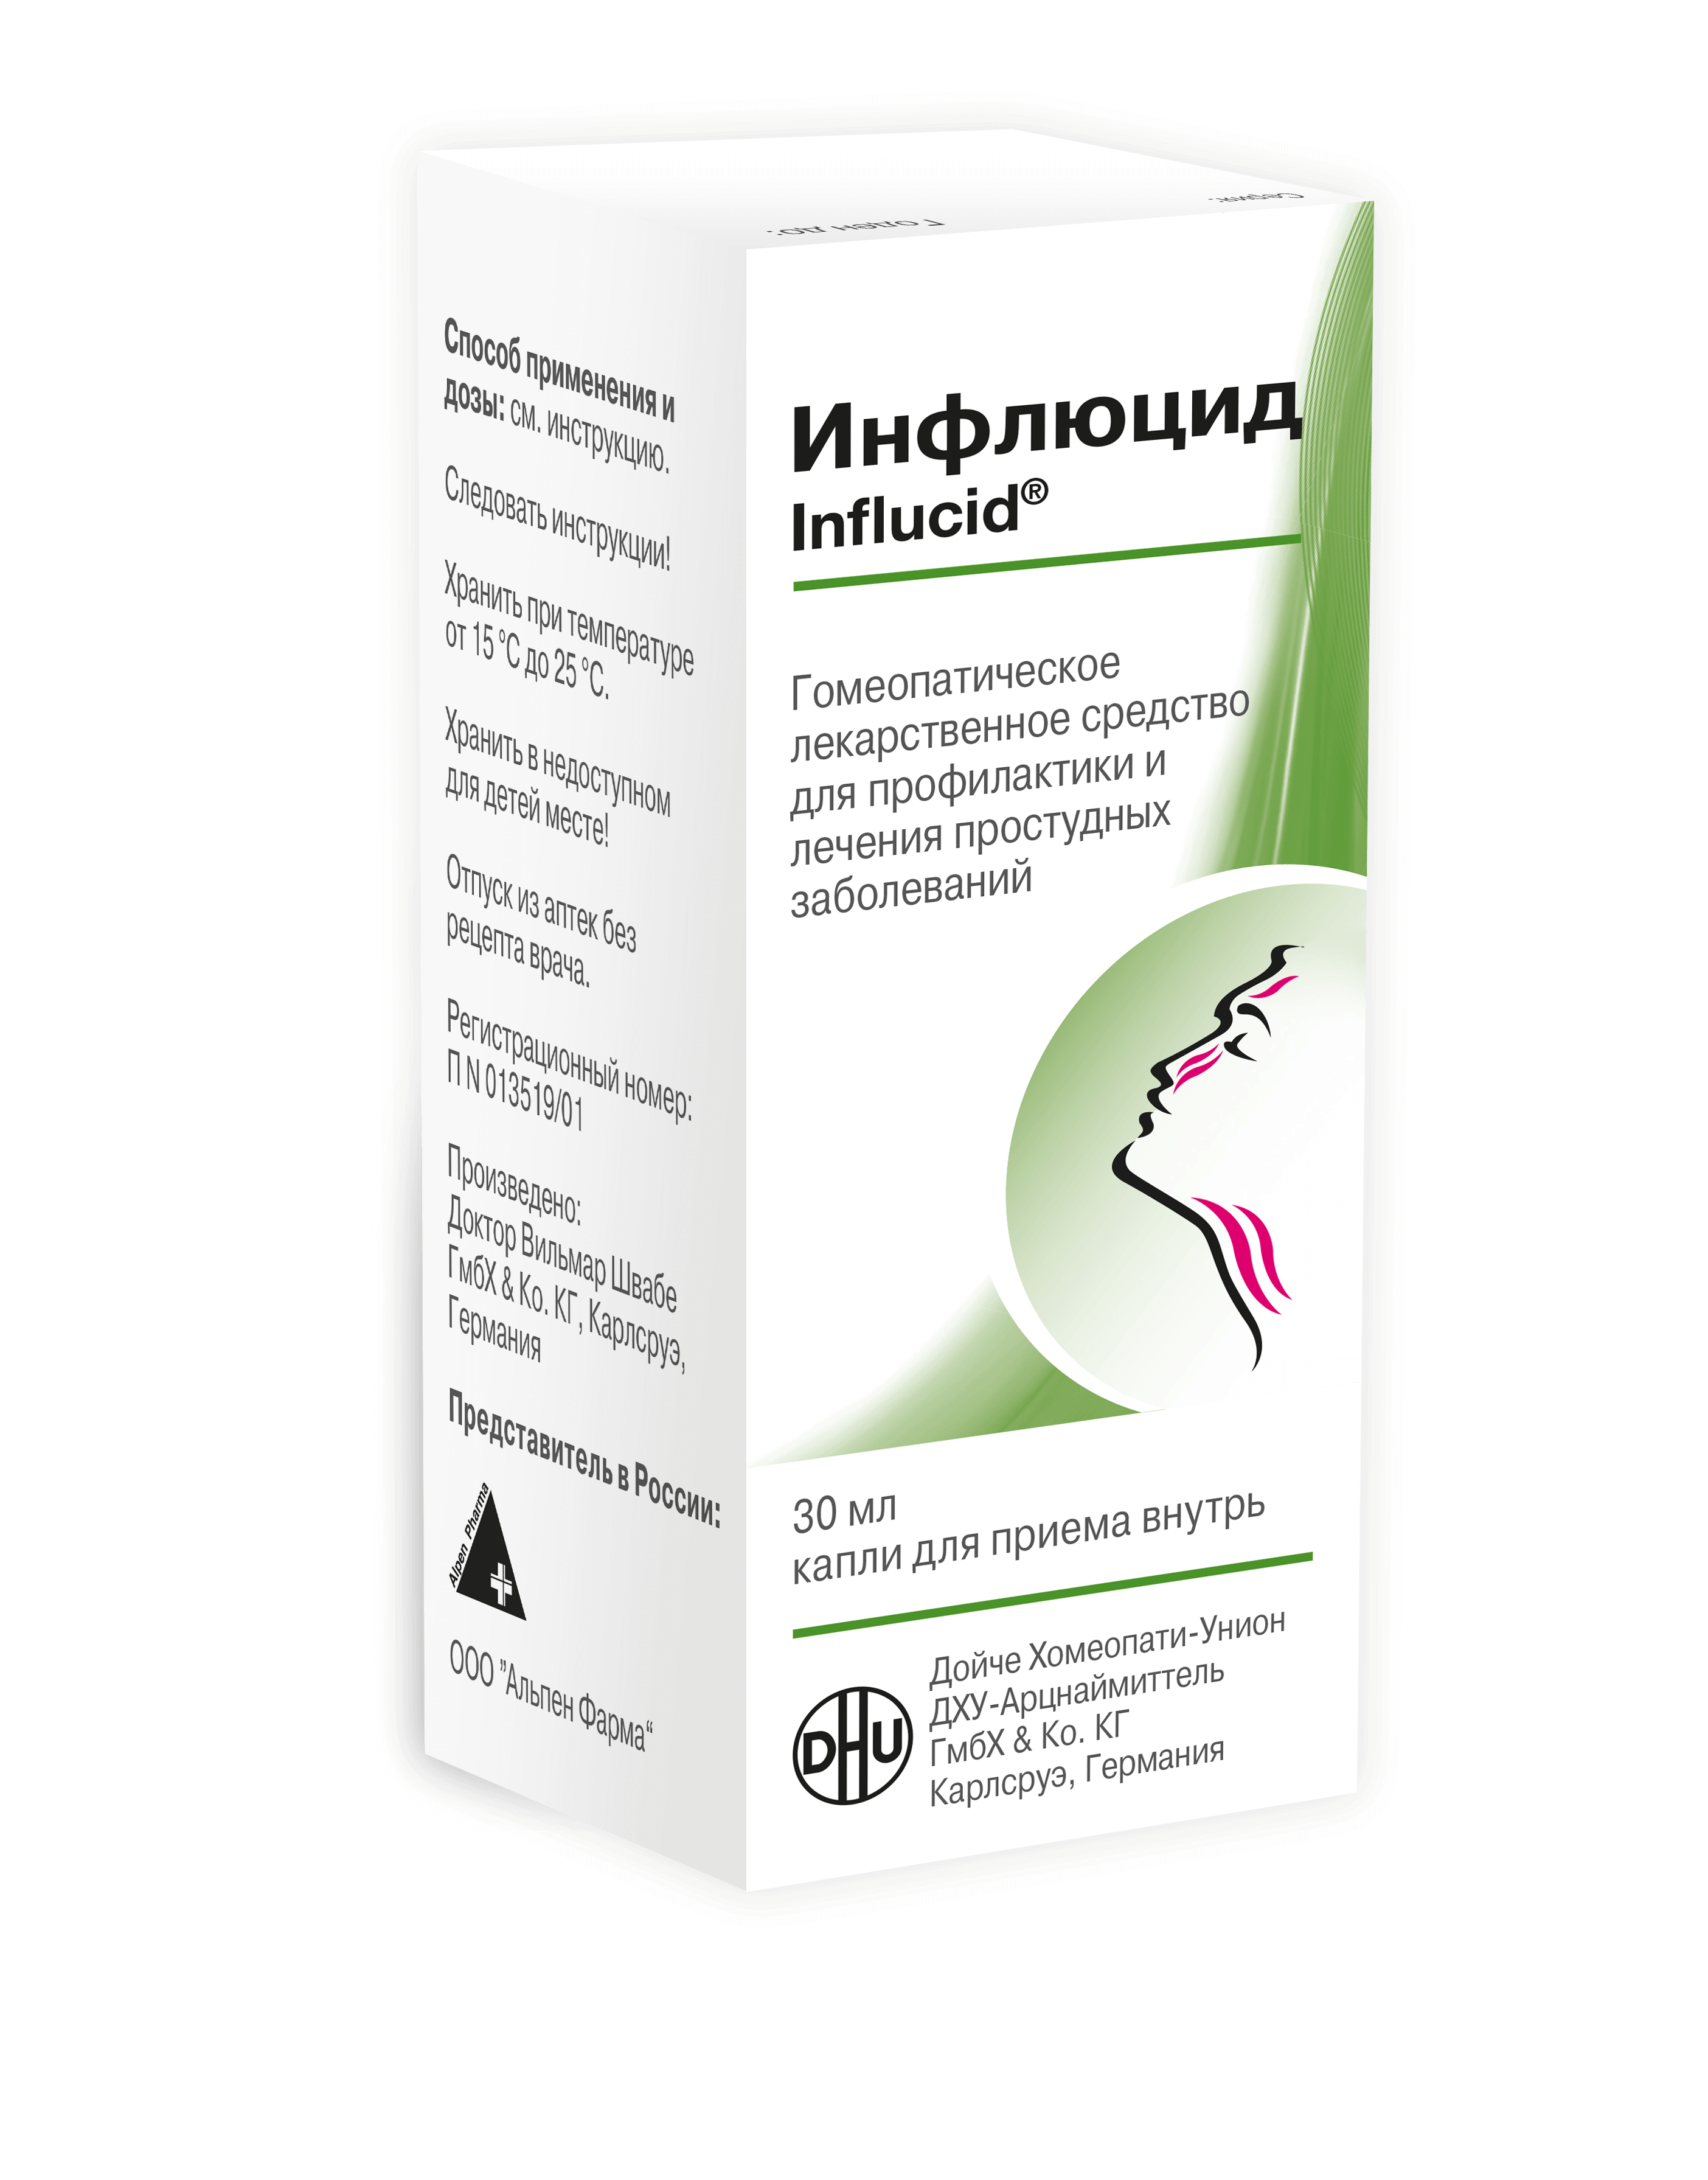 Серия:
Годен до:
Способ применения и
дозы: см. инструкцию.
Следовать инструкции!
Хранить при температуре
от 15 °С до 25 °С.
Хранить в недоступном
для детей месте!
Отпуск из аптек без
рецепта врача.
Регистрационный номер:
П N 013519/01
Произведено:
Доктор Вильмар Швабе
ГмбХ & Ко. КГ, Карлсруэ,
Германия
Представитель в России:
Alpen Pharma
ООО ”Альпен Фарма“
Инфлюцид
Influcid®
Гомеопатическое
лекарственное средство
для профилактики и
лечения простудных
заболеваний
30 мл
капли для приема внутрь
DHU
Дойче Хомеопати-Унион
ДХУ-Арцнаймиттель
ГмбХ & Ко. КГ
Карлсруэ, Германия